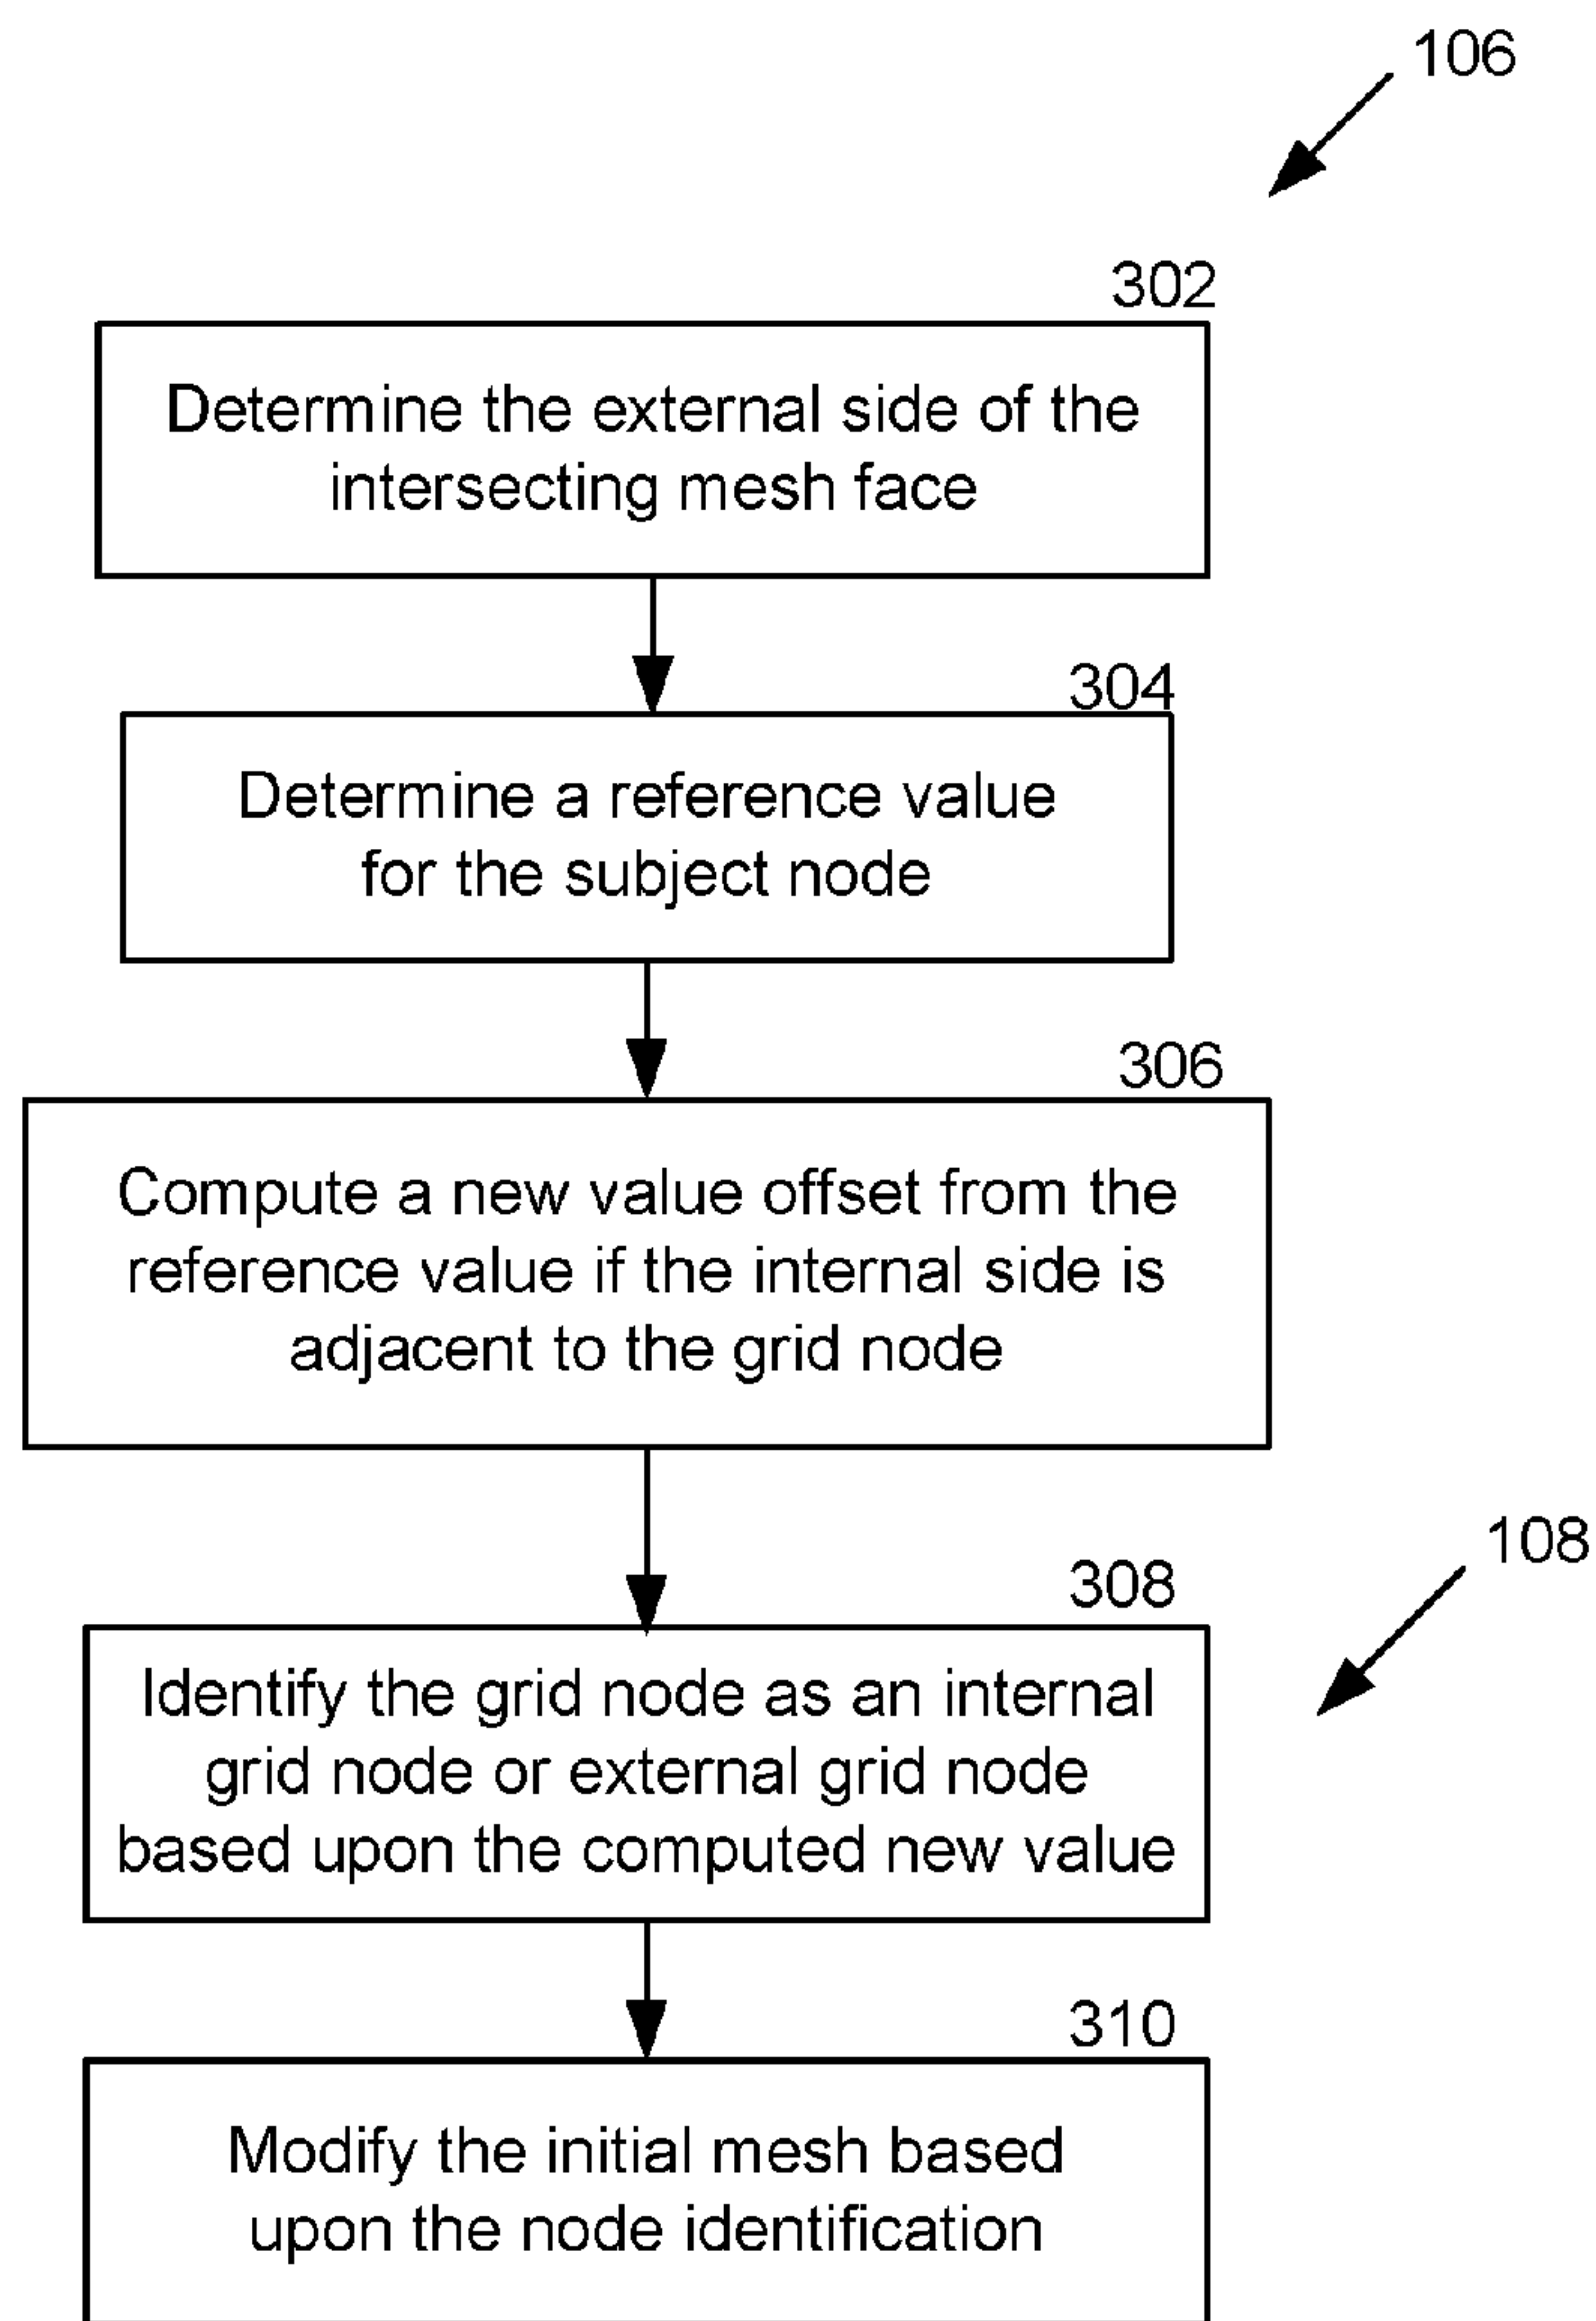 106
302
Determine the external side of the
intersecting mesh face
304
Determine a reference value
for the subject node
306
Compute a new value offset from the
reference value if the internal side is
adjacent to the grid node
108
308
Identify the grid node as an internal
grid node or external grid node
based upon the computed new value
310
Modify the initial mesh based
upon the node identification